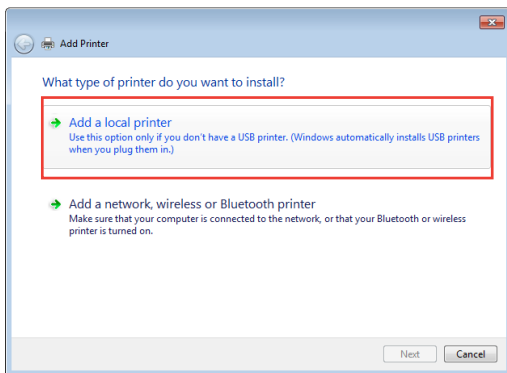 Add Printer
What type of printer do you want to install?
Add a local printer
Use this option only if you don't have a USB printer. (Windows automatically installs USB printers
when you plug them in.)
Add a network, wireless or Bluetooth printer
Make sure that your computer is connected to the network, or that your Bluetooth or wireless
printer is turned on.
Next Cancel